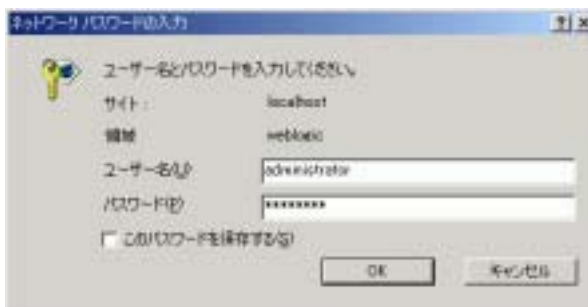 ネットワーク パスワードの入力
ユーザー名とパスワードを入力してください。
サイト: localhost
領域 weblogic
ユーザー名(U) administrator
パスワード(P) ********
このパスワードを保存する(S)
OK キャンセル